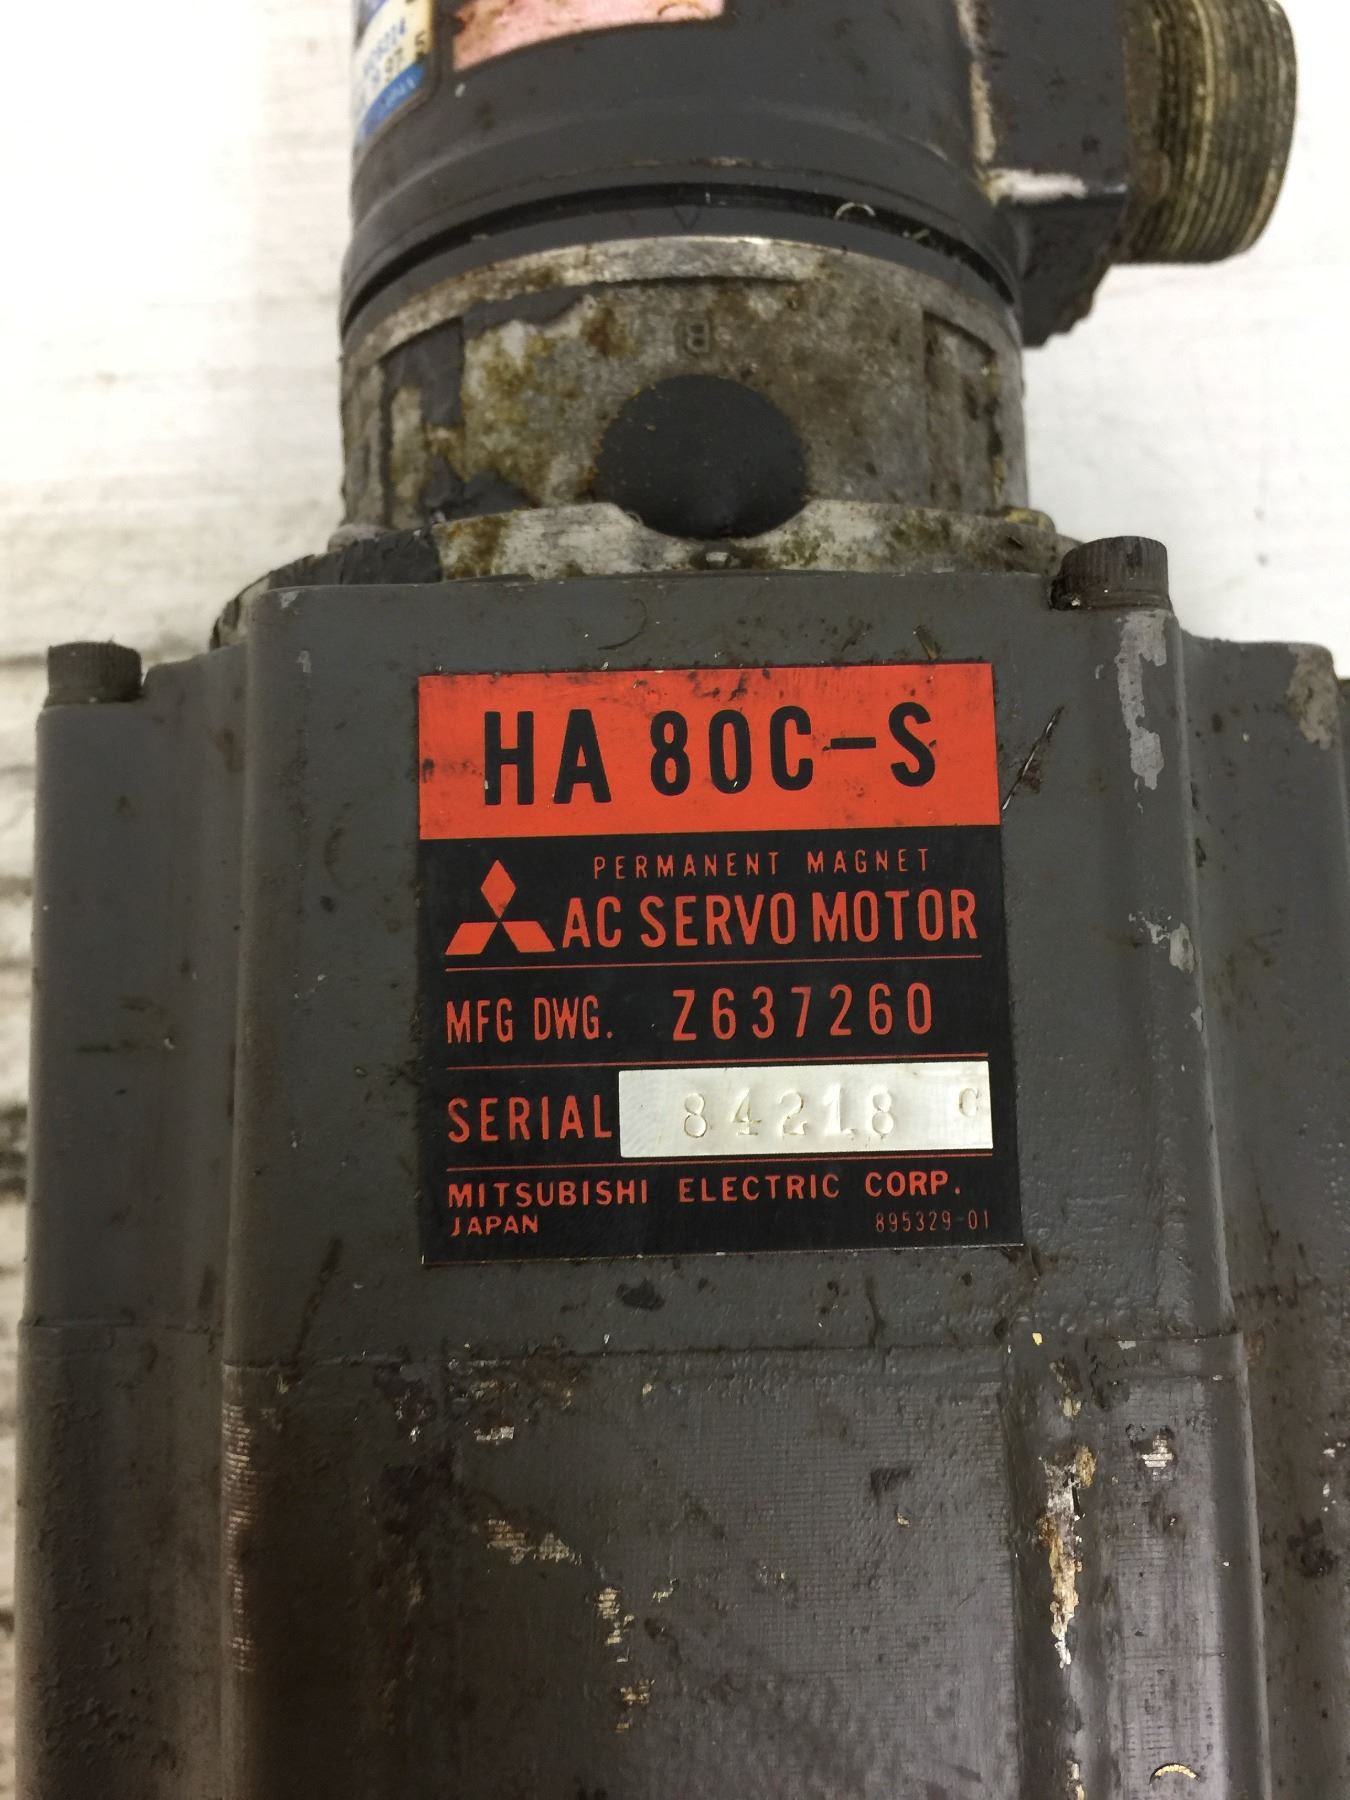 B
HA 80C-S
PERMANENT MAGNET
AC SERVO MOTOR
MFG DWG. Z637260
SERIAL 84218 C
MITSUBISHI ELECTRIC CORP.
JAPAN 895329-01